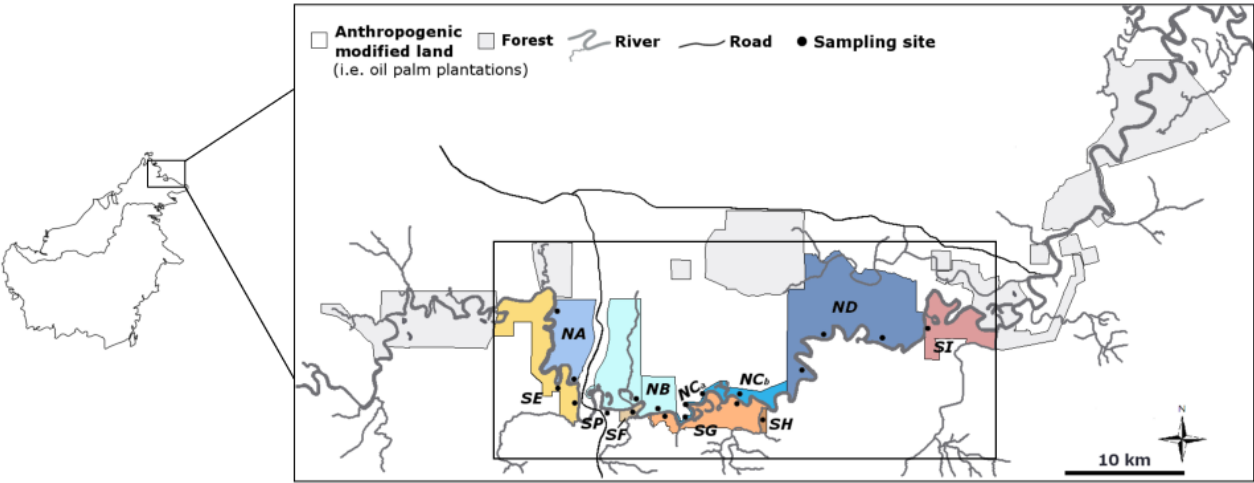 Anthropogenic
modified land
(i.e. oil palm plantations)
Forest
River
Road
Sampling site
NA
ND
SI
SE
SP
SF
NB
NCa
NCb
SG
SH
N
10 km